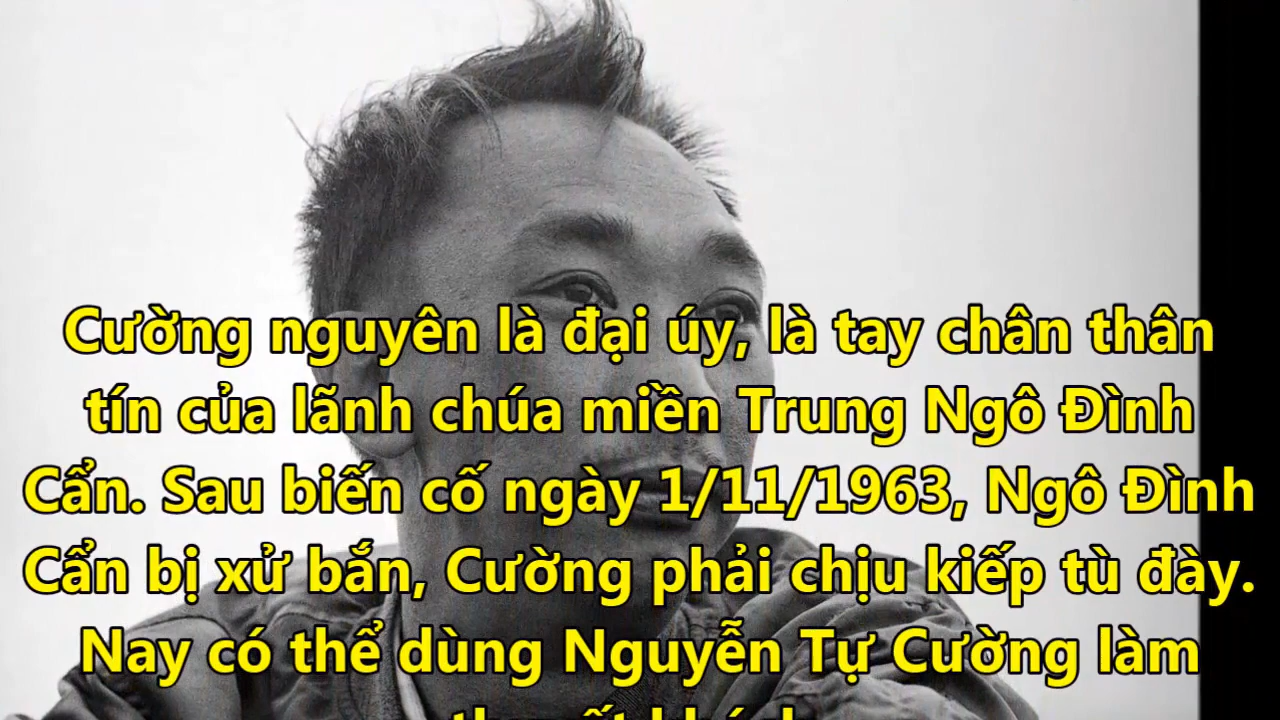 Cường nguyên là đại úy, là tay chân thân
tín của lãnh chúa miền Trung Ngô Đình
Cẩn. Sau biến cố ngày 1/11/1963, Ngô Đình
Cẩn bị xử bắn, Cường phải chịu kiếp tù đày.
Nay có thể dùng Nguyễn Tự Cường làm
thuyết khách